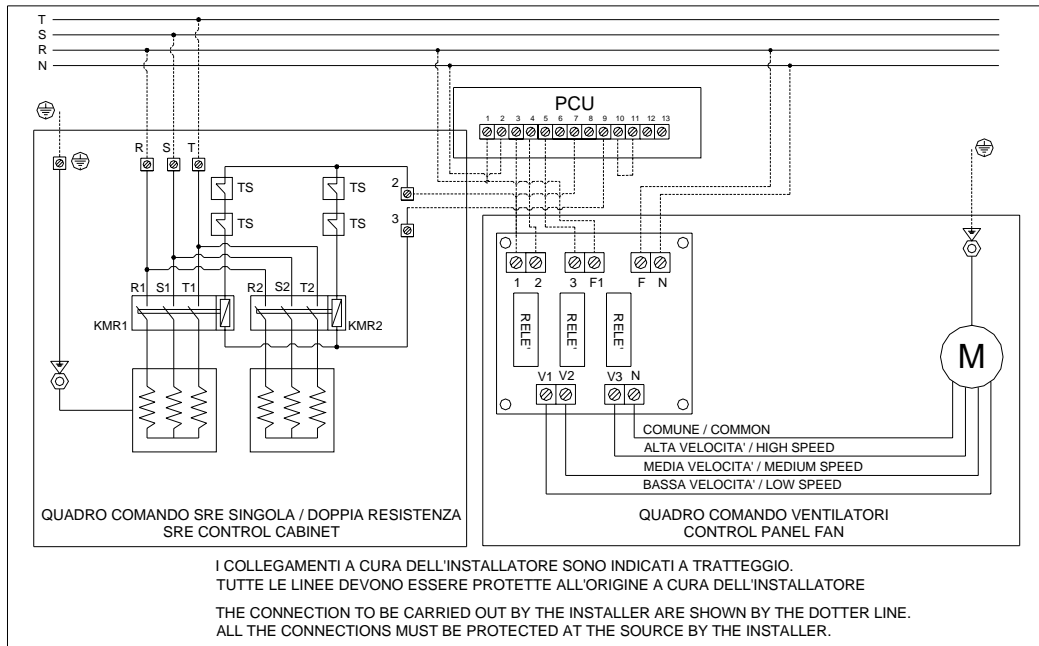 T
S
R
N
PCU
1 2 3 4 5 6 7 8 9 10 11 12 13
R S T
TS TS 2
TS TS 3
R1 S1 T1 R2 S2 T2
KMR1 KMR2
1 2 3 F1 F N
RELE' RELE' RELE'
V1 V2 V3 N
M
COMUNE / COMMON
ALTA VELOCITA' / HIGH SPEED
MEDIA VELOCITA' / MEDIUM SPEED
BASSA VELOCITA' / LOW SPEED
QUADRO COMANDO SRE SINGOLA / DOPPIA RESISTENZA
SRE CONTROL CABINET
QUADRO COMANDO VENTILATORI
CONTROL PANEL FAN
I COLLEGAMENTI A CURA DELL'INSTALLATORE SONO INDICATI A TRATTEGGIO.
TUTTE LE LINEE DEVONO ESSERE PROTETTE ALL'ORIGINE A CURA DELL'INSTALLATORE
THE CONNECTION TO BE CARRIED OUT BY THE INSTALLER ARE SHOWN BY THE DOTTER LINE.
ALL THE CONNECTIONS MUST BE PROTECTED AT THE SOURCE BY THE INSTALLER.